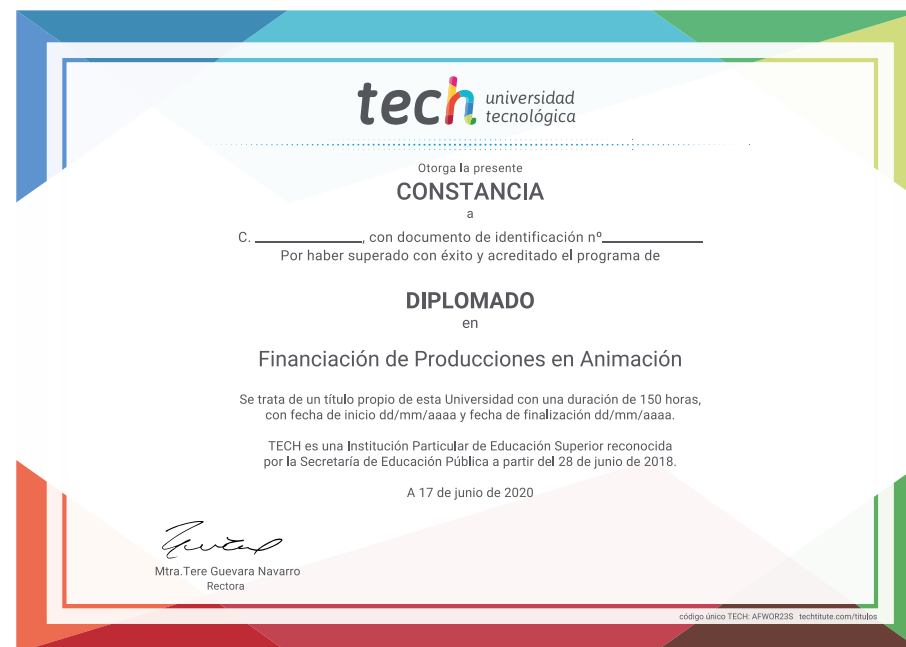 tech universidad
tecnológica
Otorga la presente
CONSTANCIA
a
C. ____________, con documento de identificación nº____________
Por haber superado con éxito y acreditado el programa de
DIPLOMADO
en
Financiación de Producciones en Animación
Se trata de un título propio de esta Universidad con una duración de 150 horas,
con fecha de inicio dd/mm/aaaa y fecha de finalización dd/mm/aaaa.
TECH es una Institución Particular de Educación Superior reconocida
por la Secretaría de Educación Pública a partir del 28 de junio de 2018.
A 17 de junio de 2020
Mtra.Tere Guevara Navarro
Rectora
código único TECH: AFWOR23S techtitute.com/titulos